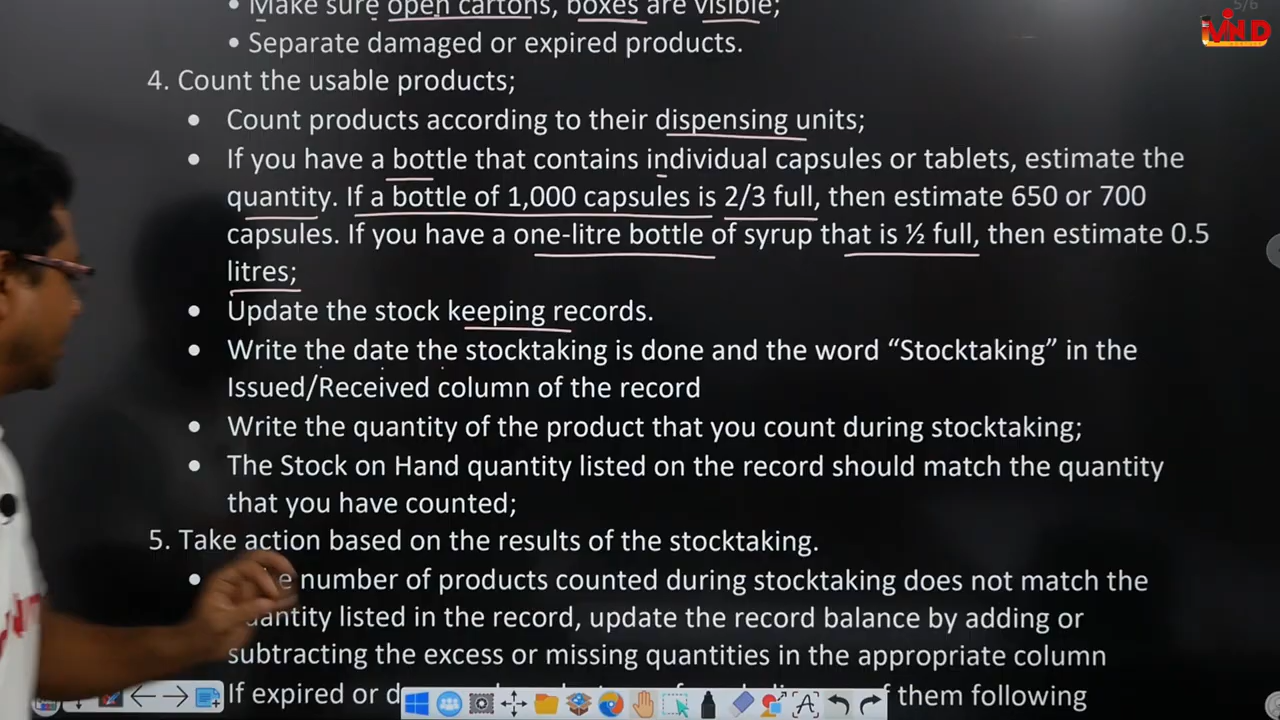 • Make sure open cartons, boxes are visible;
5/6
• Separate damaged or expired products.
4. Count the usable products;
• Count products according to their dispensing units;
• If you have a bottle that contains individual capsules or tablets, estimate the
quantity. If a bottle of 1,000 capsules is 2/3 full, then estimate 650 or 700
capsules. If you have a one-litre bottle of syrup that is ½ full, then estimate 0.5
litres;
• Update the stock keeping records.
• Write the date the stocktaking is done and the word “Stocktaking” in the
Issued/Received column of the record
• Write the quantity of the product that you count during stocktaking;
• The Stock on Hand quantity listed on the record should match the quantity
that you have counted;
5. Take action based on the results of the stocktaking.
• number of products counted during stocktaking does not match the
listed in the record, update the record balance by adding or
subtracting the excess or missing quantities in the appropriate column
If expired or of them following